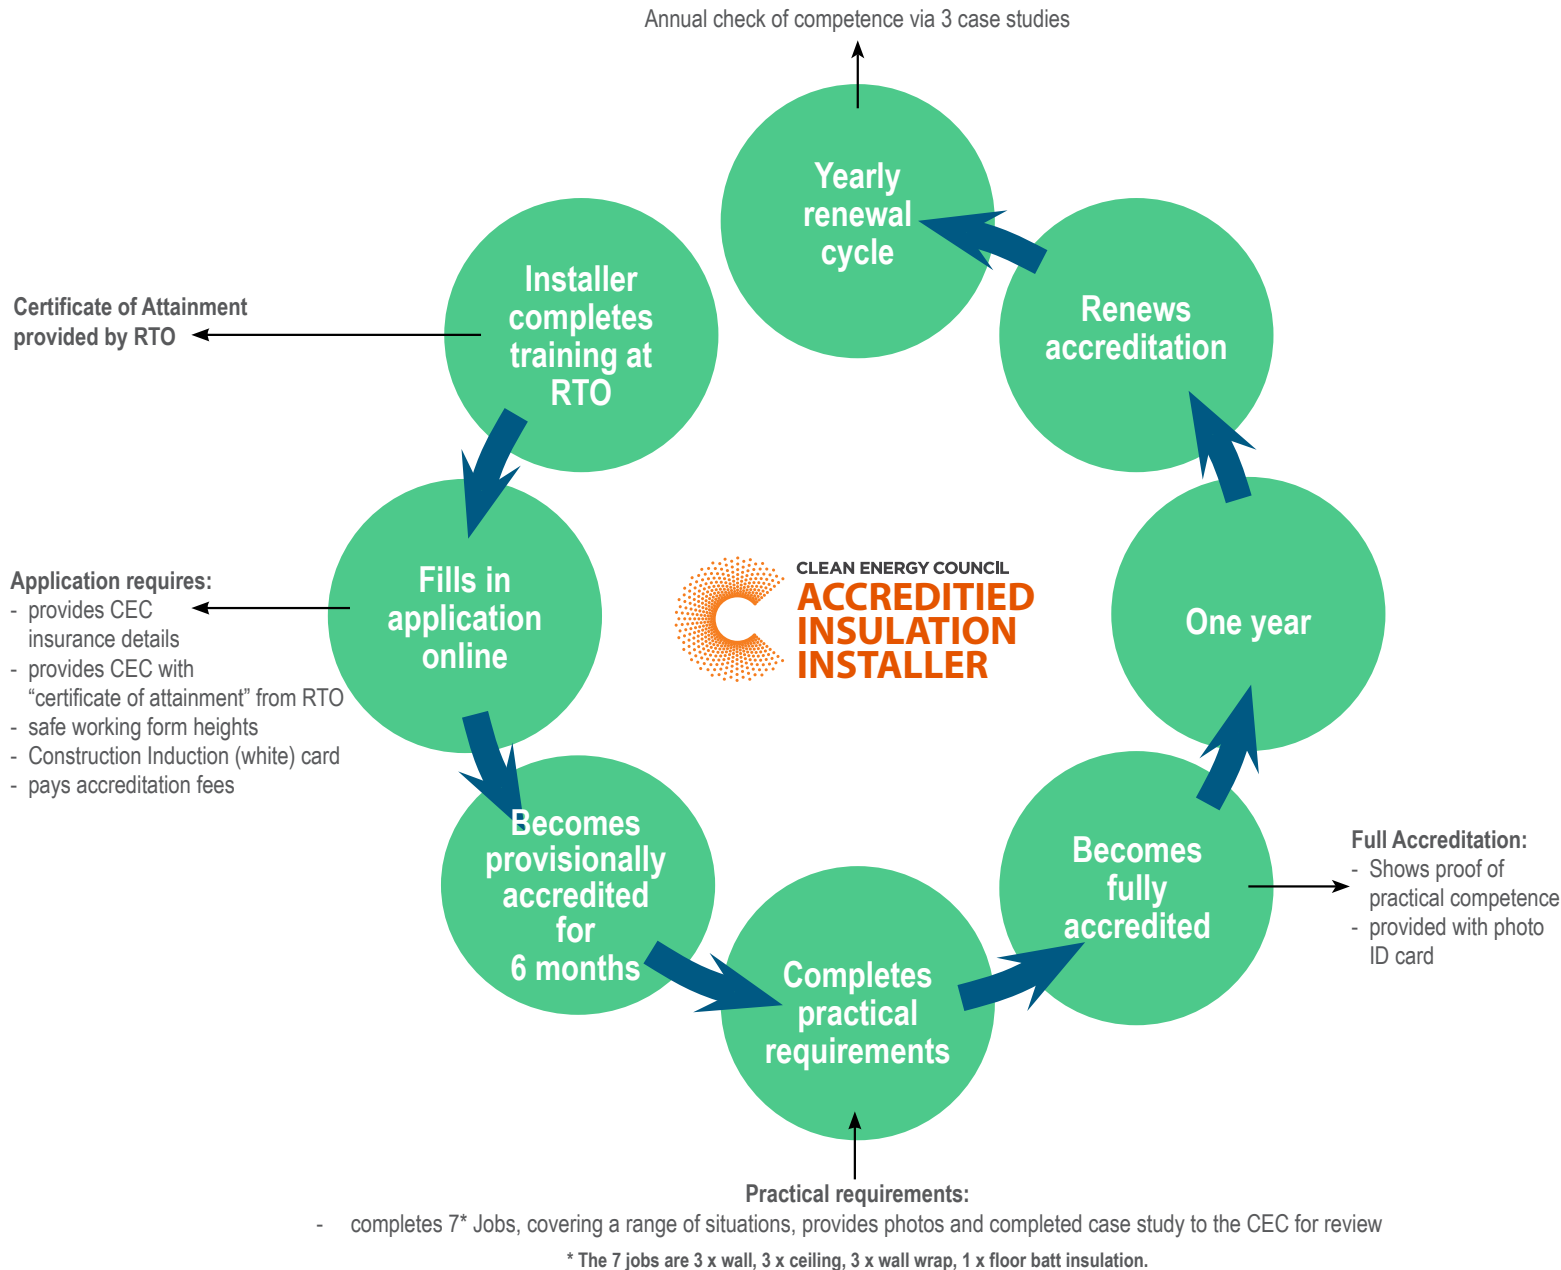 Annual check of competence via 3 case studies
Yearly
renewal
cycle
Installer
completes
training at
RTO
Certificate of Attainment
provided by RTO
Renews
accreditation
Fills in
application
online
Application requires:
- provides CEC
insurance details
- provides CEC with
“certificate of attainment” from RTO
- safe working form heights
- Construction Induction (white) card
- pays accreditation fees
CLEAN ENERGY COUNCIL
ACCREDITIED
INSULATION
INSTALLER
One year
Becomes
provisionally
accredited
for
6 months
Completes
practical
requirements
Becomes
fully
accredited
Full Accreditation:
- Shows proof of
practical competence
- provided with photo
ID card
Practical requirements:
- completes 7* Jobs, covering a range of situations, provides photos and completed case study to the CEC for review
* The 7 jobs are 3 x wall, 3 x ceiling, 3 x wall wrap, 1 x floor batt insulation.